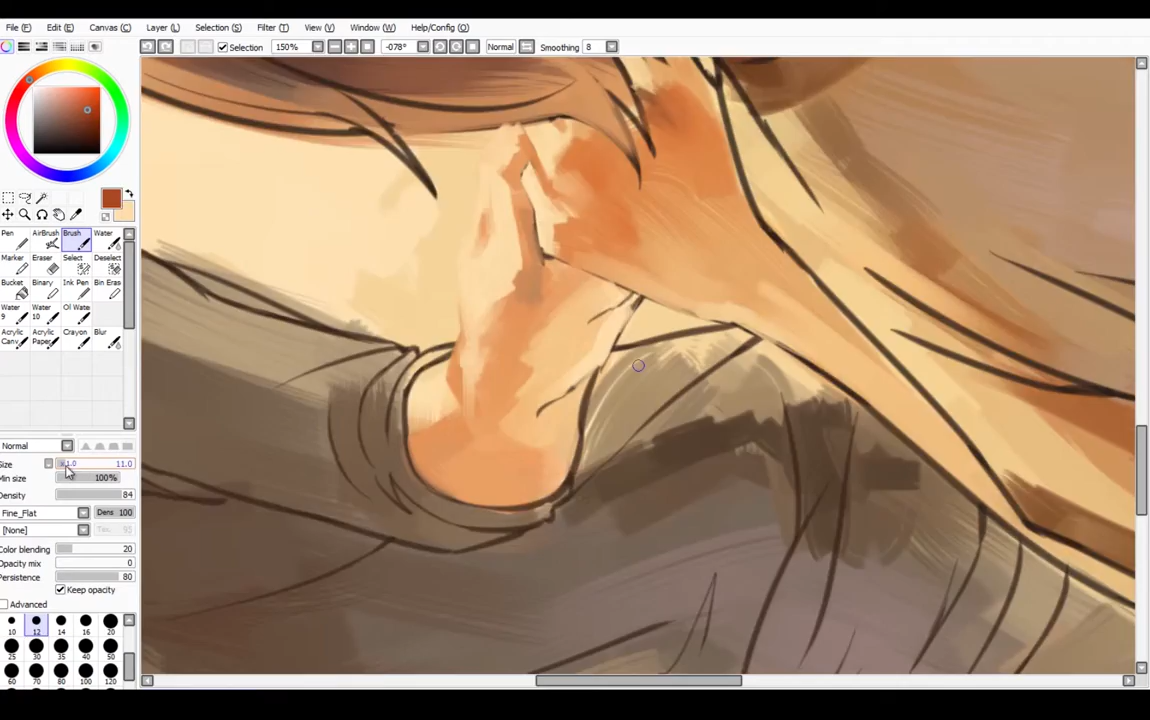 File (F) Edit (E) Canvas (C) Layer (L) Selection (S) Filter (T) View (V) Window (W) Help/Config (O)
Selection 150% -078° Normal Smoothing 8
Pen AirBrush Brush Water
Marker Eraser Select Deselect
Bucket Binary Ink Pen Bin Eras
Water Water Oil Wate
9 10
Acrylic Acrylic Crayon Blur
Canv Paper
Normal
Size 11.0
Min size 100%
Density 84
Fine_Flat Dens 100
[None]
Color blending 20
Opacity mix 0
Persistence 80
Keep opacity
Advanced
10 12 14 16 20
25 30 35 40 50
60 70 80 100 120